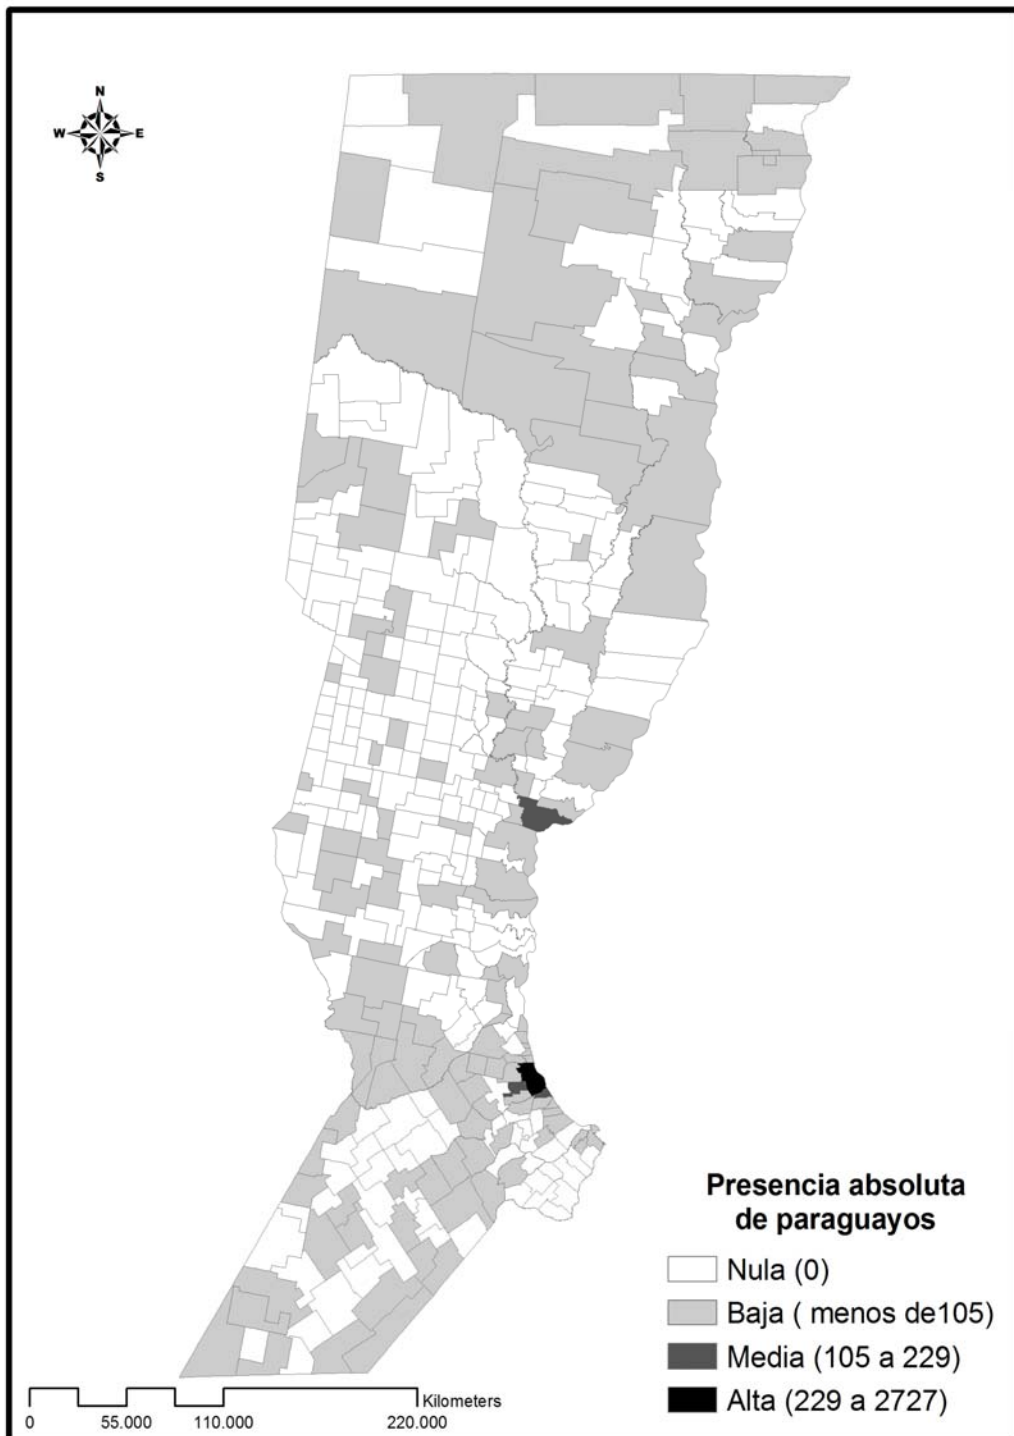 N
W E
S
Presencia absoluta
de paraguayos
Nula (0)
Baja ( menos de105)
Media (105 a 229)
Alta (229 a 2727)
Kilometers
0 55.000 110.000 220.000